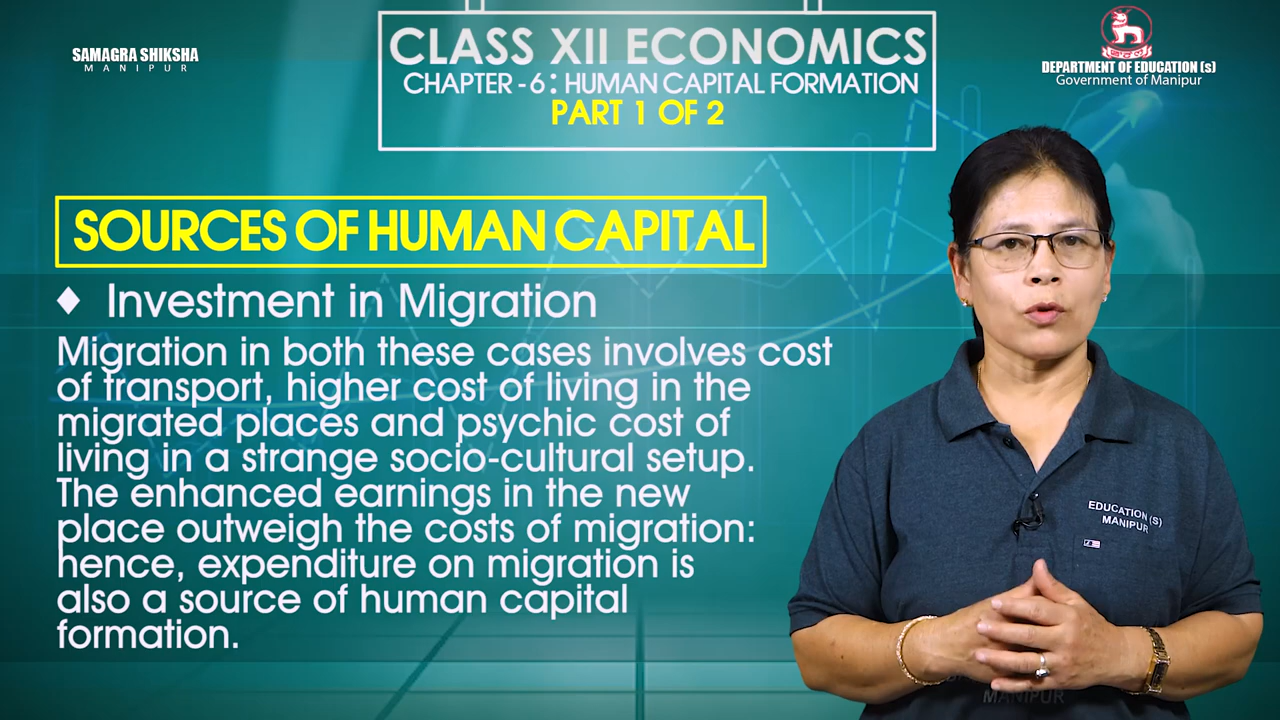 SAMAGRA SHIKSHA
MANIPUR
CLASS XII ECONOMICS
CHAPTER - 6 : HUMAN CAPITAL FORMATION
PART 1 OF 2
DEPARTMENT OF EDUCATION (s)
Government of Manipur
SOURCES OF HUMAN CAPITAL
♦ Investment in Migration
Migration in both these cases involves cost
of transport, higher cost of living in the
migrated places and psychic cost of
living in a strange socio-cultural setup.
The enhanced earnings in the new
place outweigh the costs of migration:
hence, expenditure on migration is
also a source of human capital
formation.
EDUCATION (S)
MANIPUR
MANIPUR